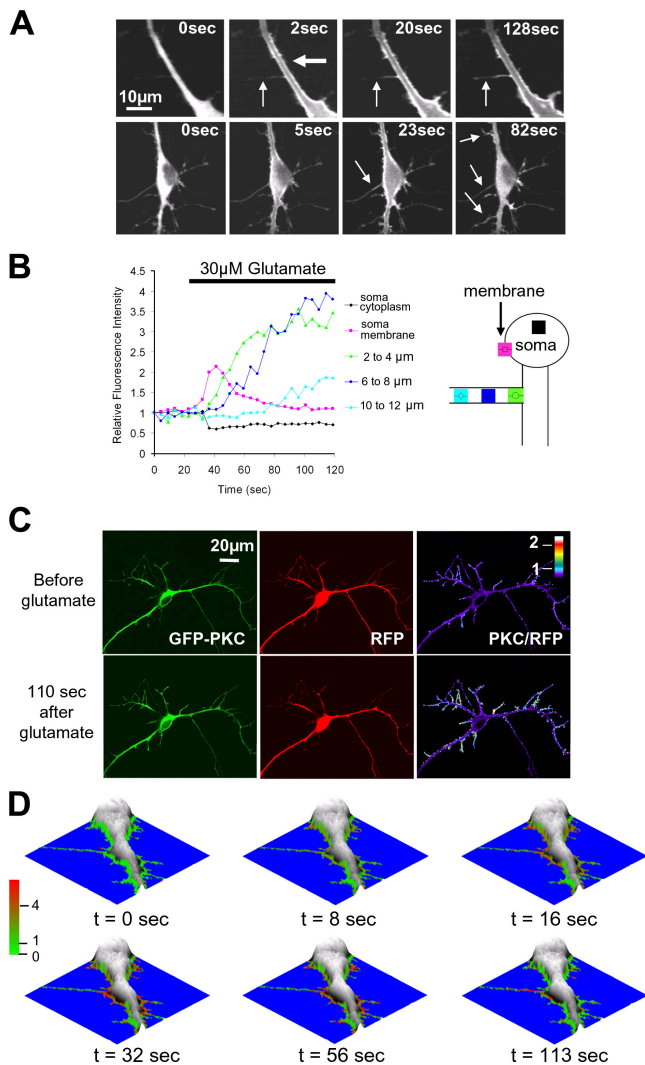 A
0sec
2sec
20sec
128sec
10µm
0sec
5sec
23sec
82sec
B
30µM Glutamate
4.5
4
3.5
3
2.5
2
1.5
1
0.5
0
Relative Fluorescence Intensity
0 20 40 60 80 100 120
Time (sec)
soma cytoplasm
soma membrane
2 to 4 µm
6 to 8 µm
10 to 12 µm
membrane
soma
C
Before glutamate
20µm
GFP-PKC
RFP
2
1
PKC/RFP
110 sec after glutamate
D
4
1
0
t = 0 sec
t = 8 sec
t = 16 sec
t = 32 sec
t = 56 sec
t = 113 sec